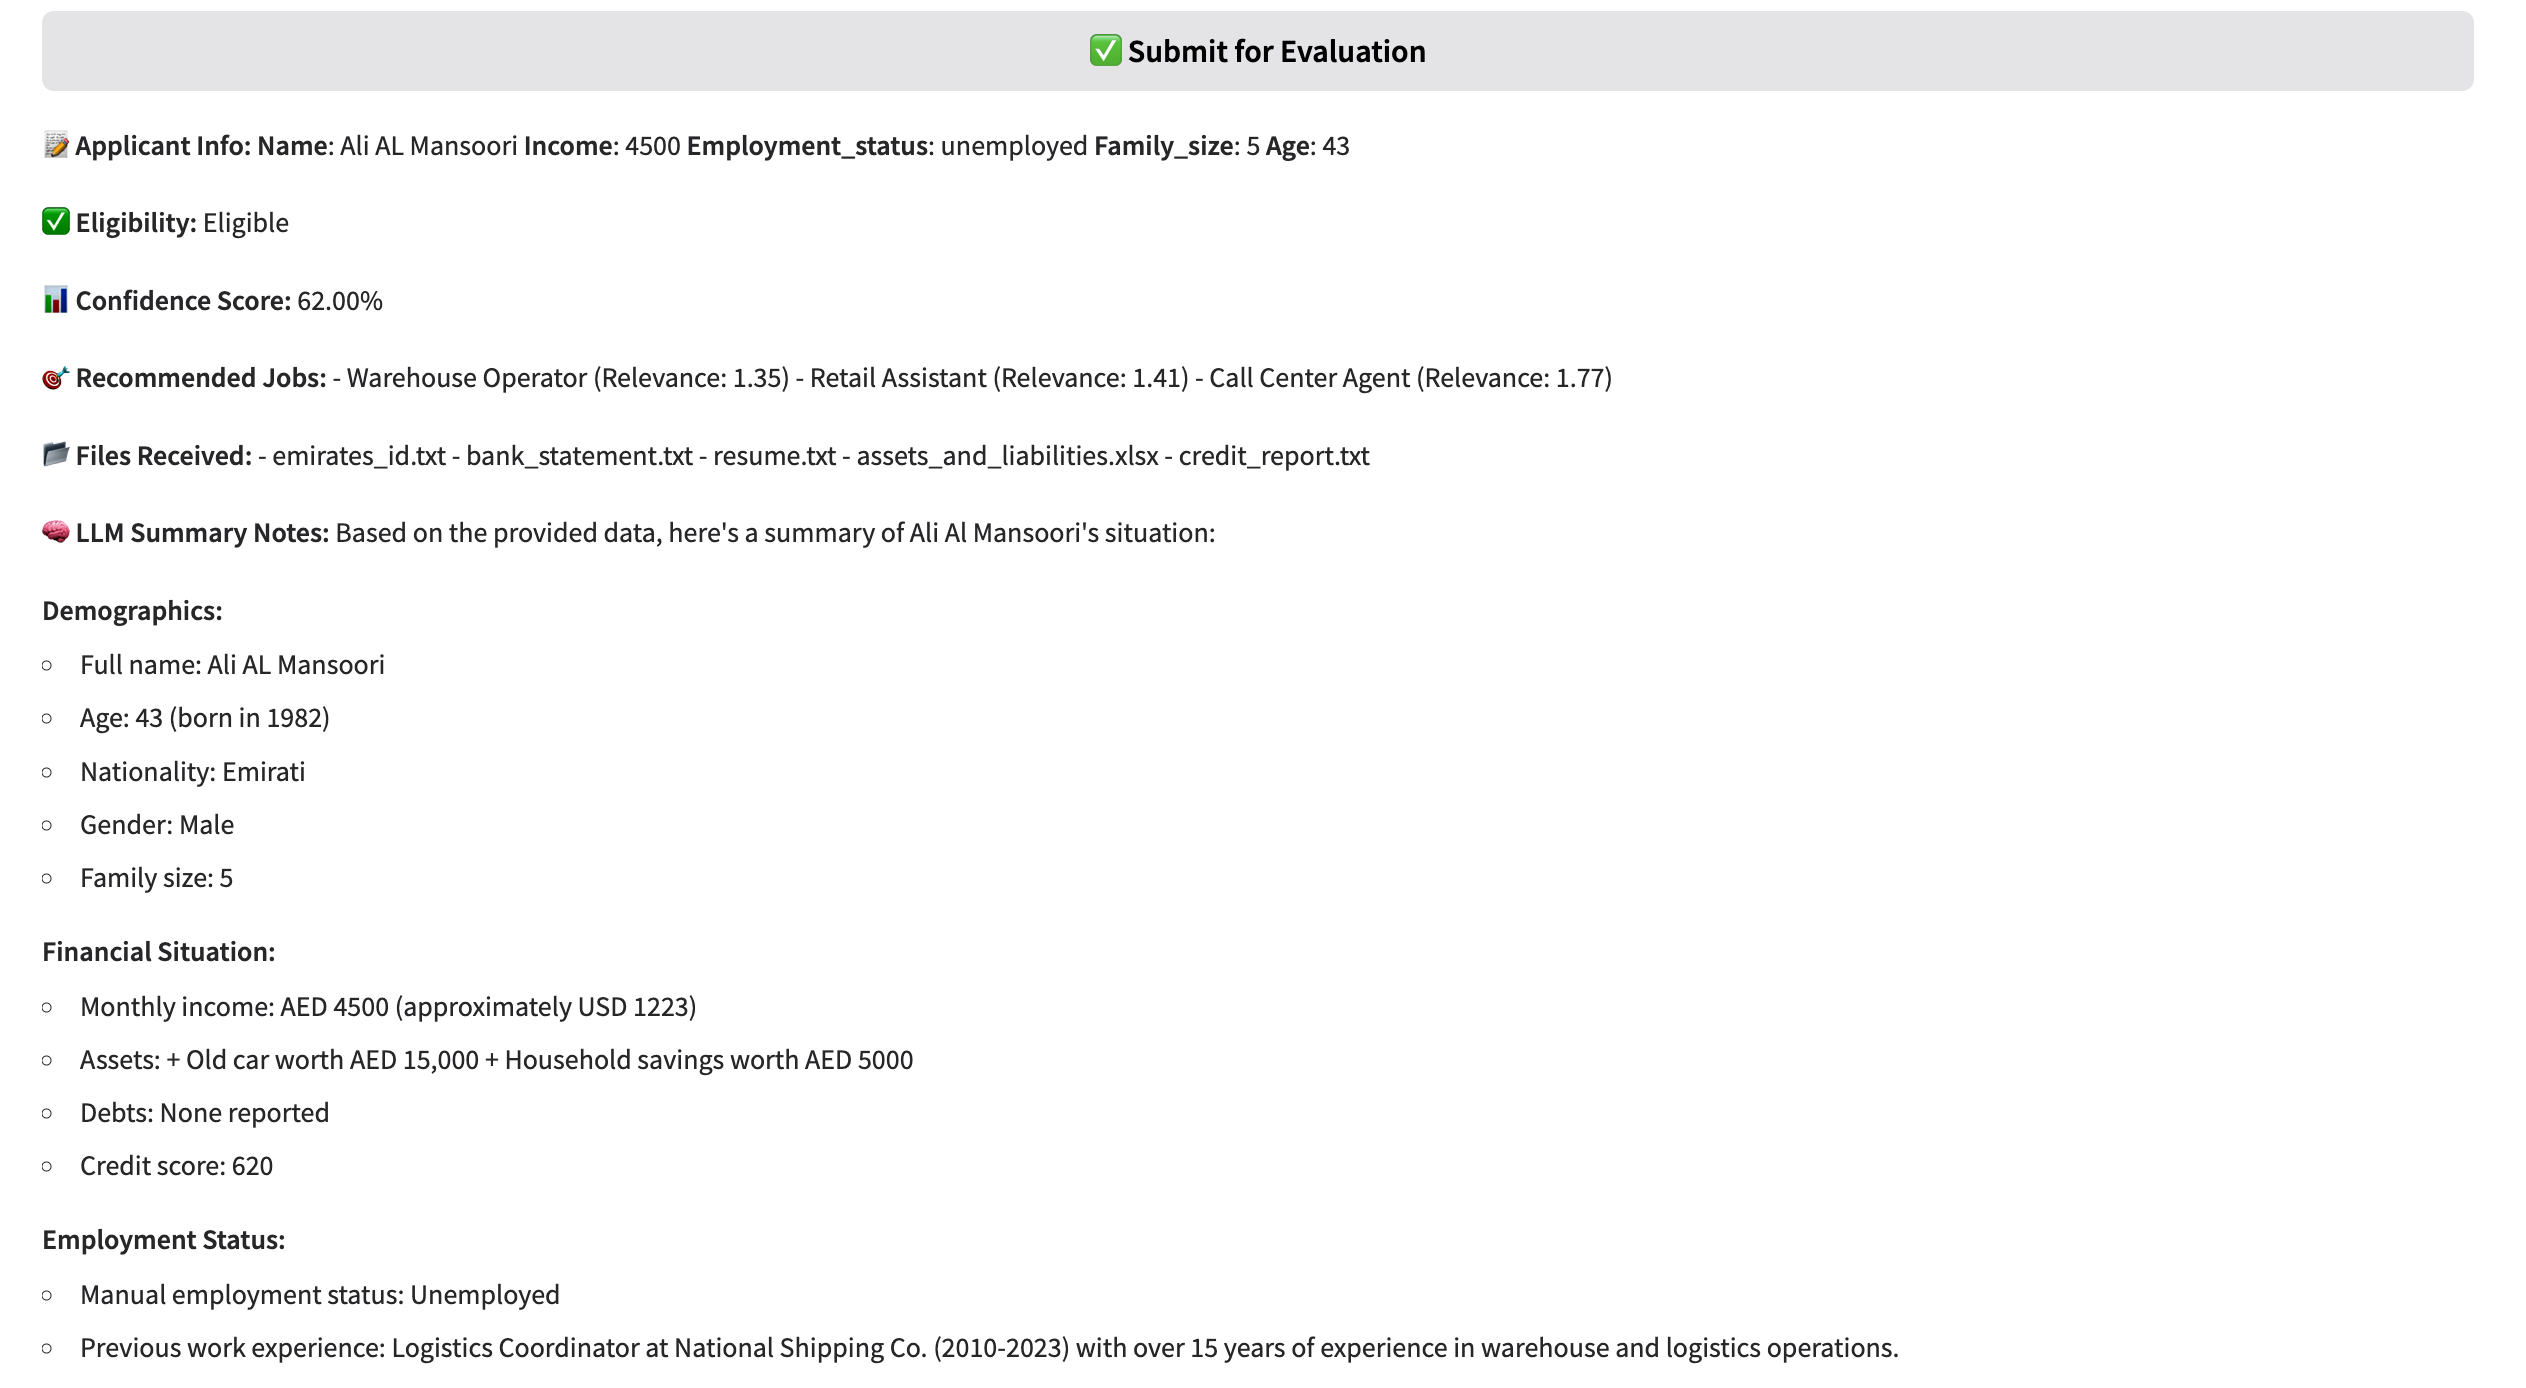 ✅ Submit for Evaluation
📝 Applicant Info: Name: Ali AL Mansoori Income: 4500 Employment_status: unemployed Family_size: 5 Age: 43
✅ Eligibility: Eligible
📊 Confidence Score: 62.00%
🎯 Recommended Jobs: - Warehouse Operator (Relevance: 1.35) - Retail Assistant (Relevance: 1.41) - Call Center Agent (Relevance: 1.77)
📂 Files Received: - emirates_id.txt - bank_statement.txt - resume.txt - assets_and_liabilities.xlsx - credit_report.txt
🧠 LLM Summary Notes: Based on the provided data, here's a summary of Ali Al Mansoori's situation:
Demographics:
○ Full name: Ali AL Mansoori
○ Age: 43 (born in 1982)
○ Nationality: Emirati
○ Gender: Male
○ Family size: 5
Financial Situation:
○ Monthly income: AED 4500 (approximately USD 1223)
○ Assets: + Old car worth AED 15,000 + Household savings worth AED 5000
○ Debts: None reported
○ Credit score: 620
Employment Status:
○ Manual employment status: Unemployed
○ Previous work experience: Logistics Coordinator at National Shipping Co. (2010-2023) with over 15 years of experience in warehouse and logistics operations.